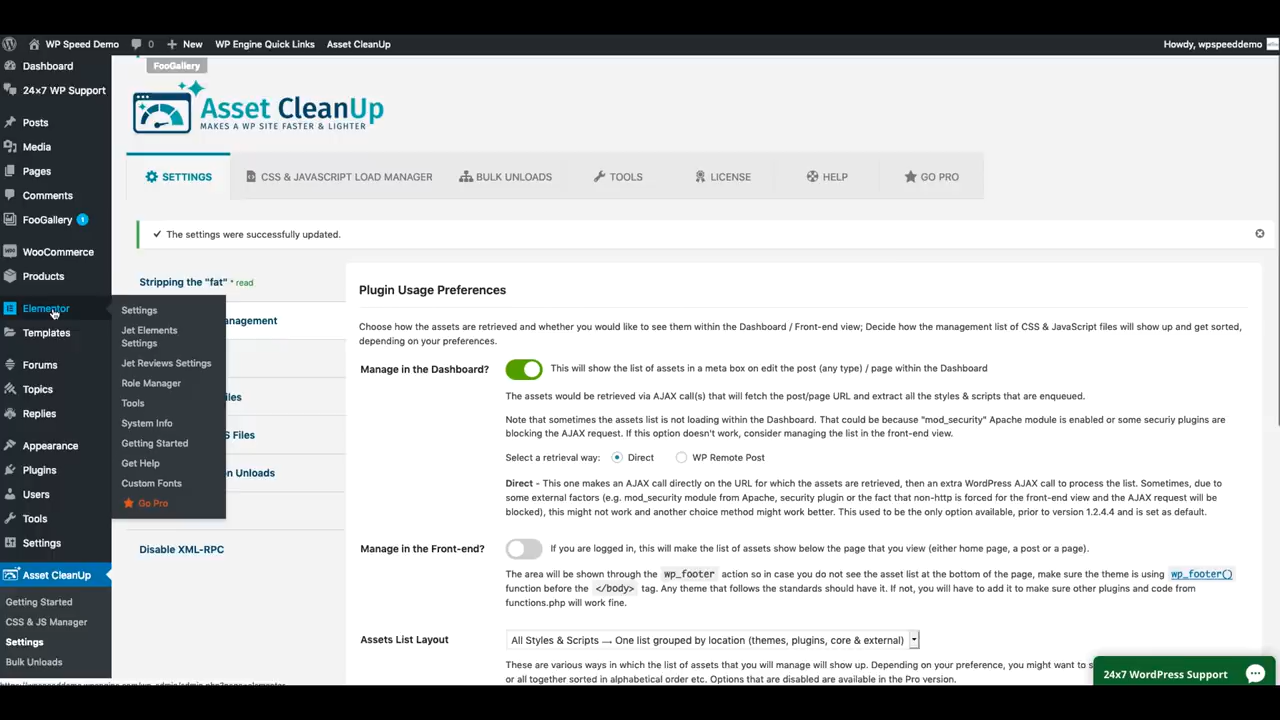 WP Speed Demo
0
New
WP Engine Quick Links
Asset CleanUp
Howdy, wpspeeddemo
Dashboard
24×7 WP Support
Posts
Media
Pages
Comments
FooGallery 1
WooCommerce
Products
Elementor
Templates
Forums
Topics
Replies
Appearance
Plugins
Users
Tools
Settings
Asset CleanUp
Getting Started
CSS & JS Manager
Settings
Bulk Unloads
Settings
Jet Elements
Settings
Jet Reviews Settings
Role Manager
Tools
System Info
Getting Started
Get Help
Custom Fonts
Go Pro
FooGallery
Asset CleanUp
MAKES A WP SITE FASTER & LIGHTER
SETTINGS
CSS & JAVASCRIPT LOAD MANAGER
BULK UNLOADS
TOOLS
LICENSE
HELP
GO PRO
The settings were successfully updated.
Stripping the "fat" * read
anagement
iles
S Files
on Unloads
Disable XML-RPC
Plugin Usage Preferences
Choose how the assets are retrieved and whether you would like to see them within the Dashboard / Front-end view; Decide how the management list of CSS & JavaScript files will show up and get sorted,
depending on your preferences.
Manage in the Dashboard?
This will show the list of assets in a meta box on edit the post (any type) / page within the Dashboard
The assets would be retrieved via AJAX call(s) that will fetch the post/page URL and extract all the styles & scripts that are enqueued.
Note that sometimes the assets list is not loading within the Dashboard. That could be because "mod_security" Apache module is enabled or some securiy plugins are
blocking the AJAX request. If this option doesn't work, consider managing the list in the front-end view.
Select a retrieval way: Direct WP Remote Post
Direct - This one makes an AJAX call directly on the URL for which the assets are retrieved, then an extra WordPress AJAX call to process the list. Sometimes, due to
some external factors (e.g. mod_security module from Apache, security plugin or the fact that non-http is forced for the front-end view and the AJAX request will be
blocked), this might not work and another choice method might work better. This used to be the only option available, prior to version 1.2.4.4 and is set as default.
Manage in the Front-end?
If you are logged in, this will make the list of assets show below the page that you view (either home page, a post or a page).
The area will be shown through the wp_footer action so in case you do not see the asset list at the bottom of the page, make sure the theme is using wp_footer()
function before the </body> tag. Any theme that follows the standards should have it. If not, you will have to add it to make sure other plugins and code from
functions.php will work fine.
Assets List Layout
All Styles & Scripts → One list grouped by location (themes, plugins, core & external)
These are various ways in which the list of assets that you will manage will show up. Depending on your preference, you might want to s
or all together sorted in alphabetical order etc. Options that are disabled are available in the Pro version.
24x7 WordPress Support